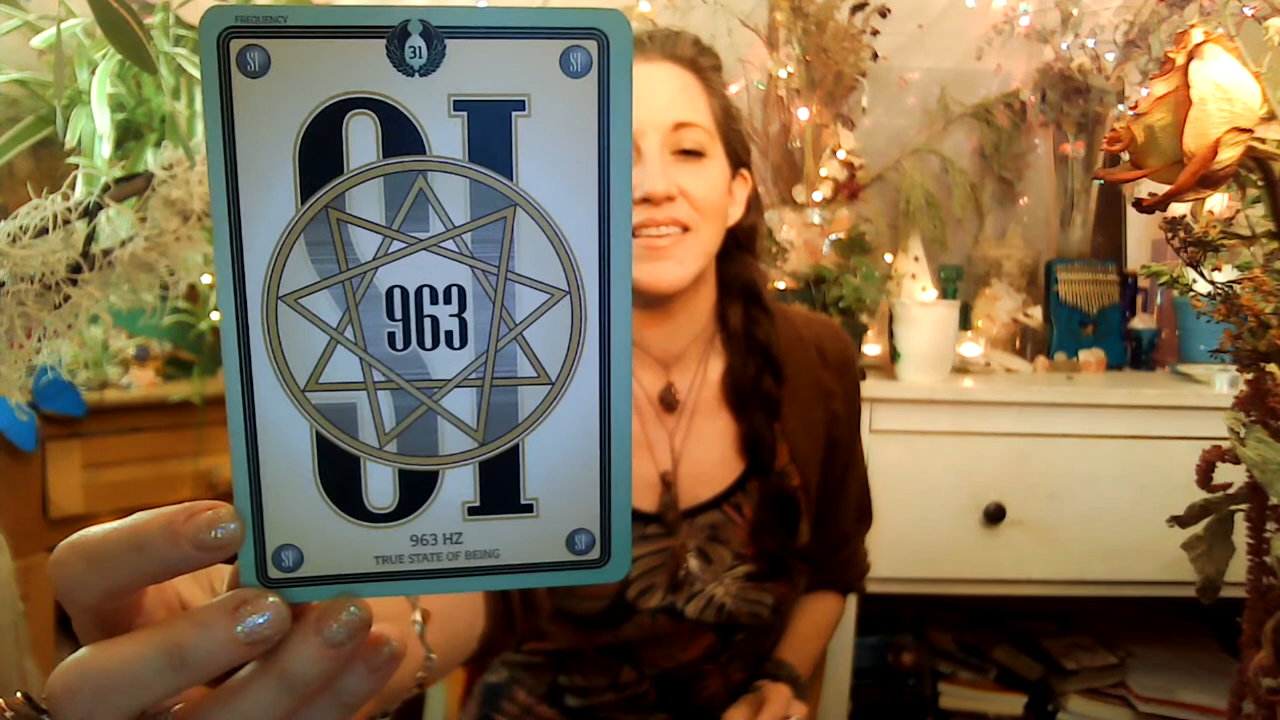 FREQUENCY
31
SI SI
SI
963
963 HZ
TRUE STATE OF BEING
SI SI